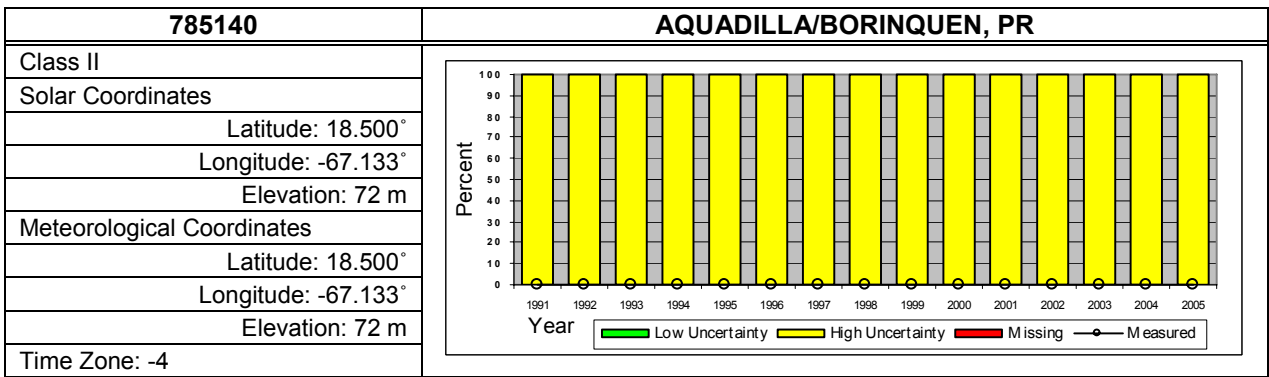 785140
AQUADILLA/BORINQUEN, PR
Class II
Solar Coordinates
Latitude: 18.500˚
Longitude: -67.133˚
Elevation: 72 m
Meteorological Coordinates
Latitude: 18.500˚
Longitude: -67.133˚
Elevation: 72 m
Time Zone: -4
Percent
100
90
80
70
60
50
40
30
20
10
0
1991 1992 1993 1994 1995 1996 1997 1998 1999 2000 2001 2002 2003 2004 2005
Year
Low Uncertainty High Uncertainty Missing Measured